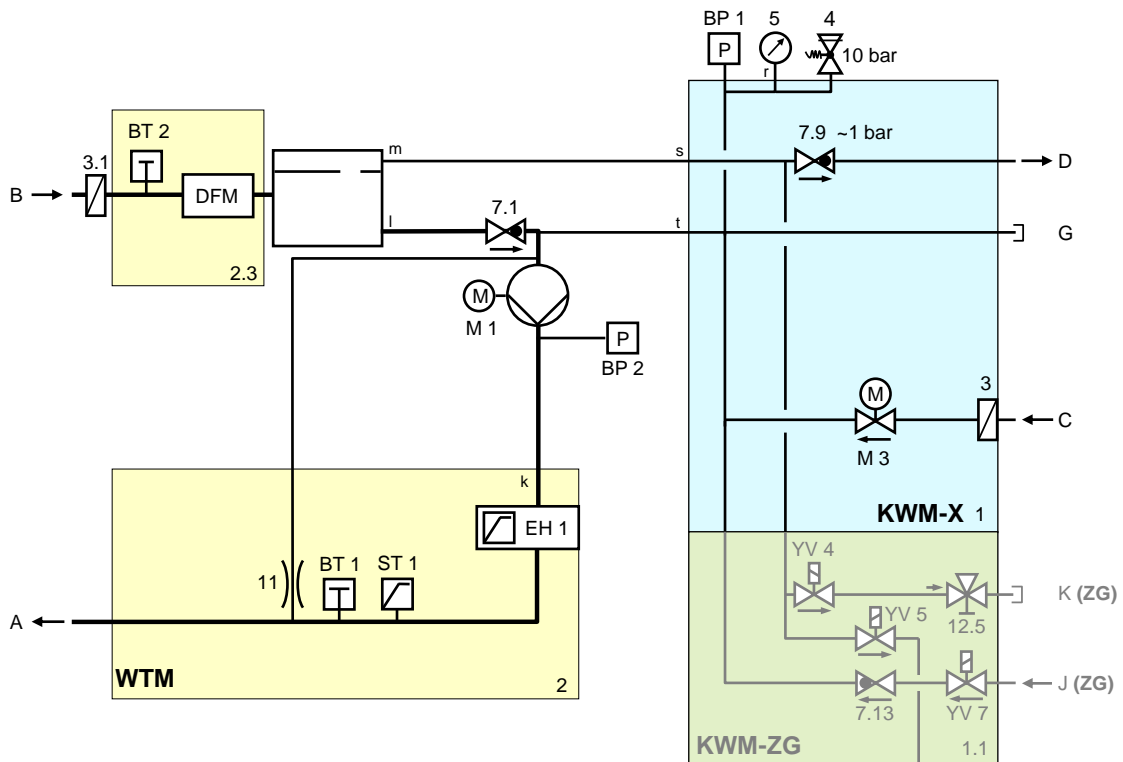 BP 1
5
4
P
10 bar
r
BT 2
3.1
B
DFM
2.3
m
l
7.1
s
t
7.9 ~1 bar
D
G
M
M 1
P
BP 2
3
M
C
M 3
KWM-X 1
k
EH 1
11
BT 1
ST 1
A
WTM
2
YV 4
K (ZG)
12.5
YV 5
J (ZG)
7.13
YV 7
KWM-ZG
1.1